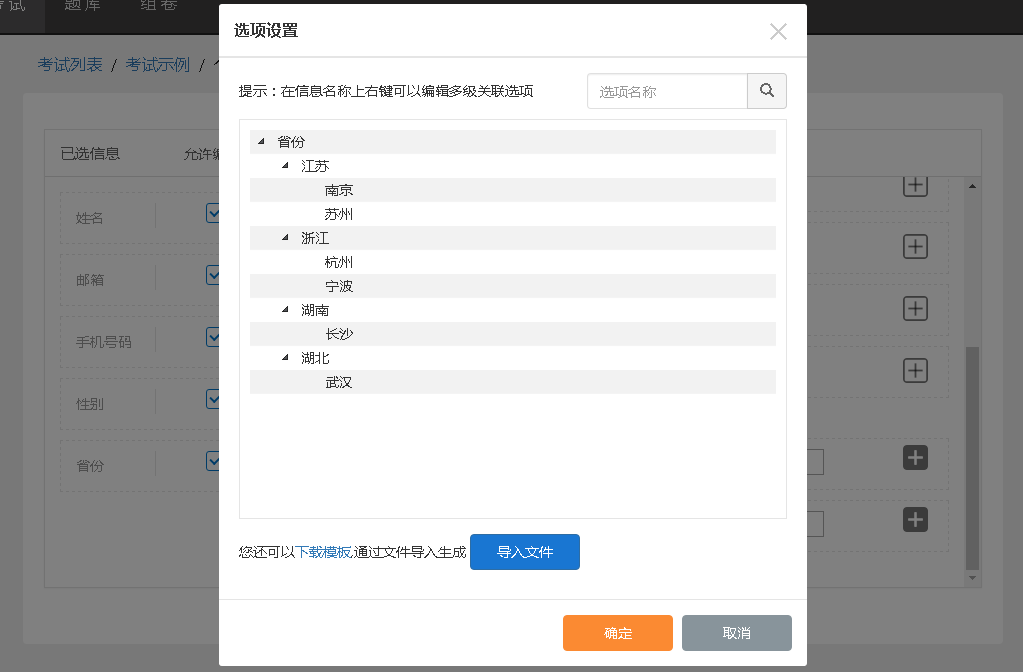 考试 题库 组卷
选项设置
考试列表 / 考试示例 /
提示：在信息名称上右键可以编辑多级关联选项
选项名称
已选信息 允许编
省份
江苏
南京
苏州
浙江
杭州
宁波
湖南
长沙
湖北
武汉
姓名
邮箱
手机号码
性别
省份
您还可以下载模板,通过文件导入生成 导入文件
确定 取消